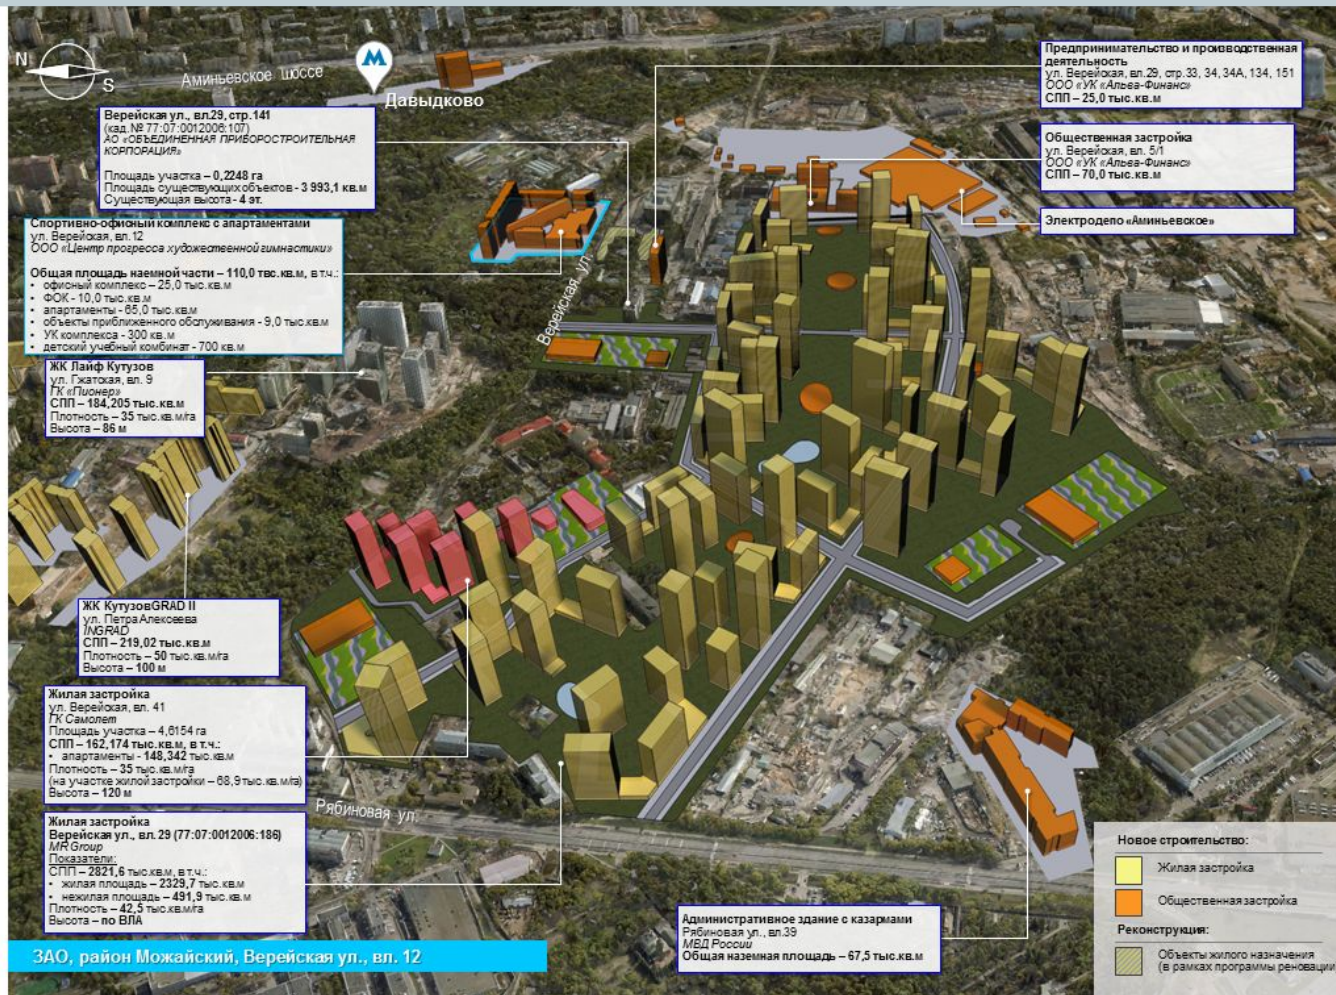 N
S
Аминьевское шоссе
М
Давыдково
Верейская ул., вл.29, стр.141
(кад.№ 77:07:0012006:107)
АО «ОБЪЕДИНЕННАЯ ПРИБОРОСТРОИТЕЛЬНАЯ
КОРПОРАЦИЯ»
Площадь участка – 0,2248 га
Площадь существующих объектов - 3 993,1 кв.м
Существующая высота - 4 эт.
Предпринимательство и производственная
деятельность
ул. Верейская, вл.29, стр.33, 34, 34А, 134, 151
ООО «УК «Альва-Финанс»
СПП – 25,0 тыс.кв.м
Общественная застройка
ул. Верейская, вл. 5/1
ООО «УК «Альва-Финанс»
СПП – 70,0 тыс.кв.м
Электродепо «Аминьевское»
Спортивно-офисный комплекс с апартаментами
ул. Верейская, вл.12
ООО «Центр прогресса художественной гимнастики»
Общая площадь наемной части – 110,0 твс.кв.м, в т.ч.:
• офисный комплекс – 25,0 тыс.кв.м
• ФОК - 10,0 тыс.кв.м
• апартаменты - 65,0 тыс.кв.м
• объекты приближенного обслуживания - 9,0 тыс.кв.м
• УК комплекса - 300 кв.м
• детский учебный комбинат - 700 кв.м
Верейская ул.
ЖК Лайф Кутузов
ул. Гжатская, вл. 9
ГК «Пионер»
СПП – 184,205 тыс.кв.м
Плотность – 35 тыс.кв.м/га
Высота – 86 м
ЖК КутузовGRAD II
ул. Петра Алексеева
INGRAD
СПП – 219,02 тыс.кв.м
Плотность – 50 тыс.кв.м/га
Высота – 100 м
Жилая застройка
ул. Верейская, вл. 41
ГК Самолет
Площадь участка – 4,6154 га
СПП – 162,174 тыс.кв.м, в т.ч.:
• апартаменты - 148,342 тыс.кв.м
Плотность – 35 тыс.кв.м/га
(на участке жилой застройки – 68,9 тыс.кв.м/га)
Высота – 120 м
Рябиновая ул.
Жилая застройка
Верейская ул., вл. 29 (77:07:0012006:186)
MR Group
Показатели:
СПП – 2821,6 тыс.кв.м, в т.ч.:
• жилая площадь – 2329,7 тыс.кв.м
• нежилая площадь – 491,9 тыс.кв.м
Плотность – 42,5 тыс.кв.м/га
Высота – по ВЛА
Административное здание с казармами
Рябиновая ул., вл.39
МВД России
Общая наземная площадь – 67,5 тыс.кв.м
Новое строительство:
Жилая застройка
Общественная застройка
Реконструкция:
Объекты жилого назначения
(в рамках программы реновации
ЗАО, район Можайский, Верейская ул., вл. 12